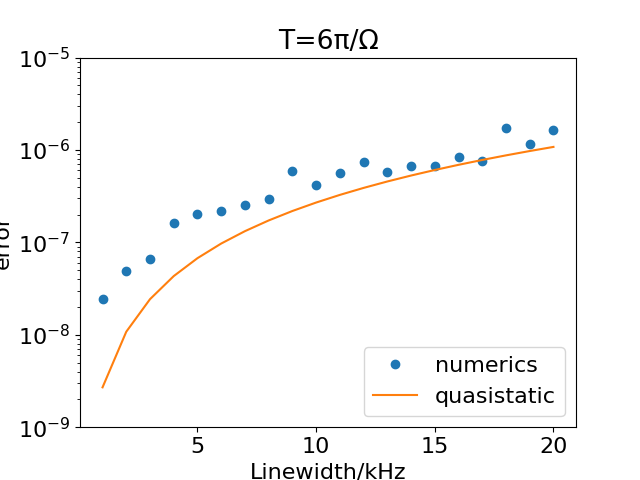 T=6π/Ω
10⁻⁵
10⁻⁶
10⁻⁷
10⁻⁸
10⁻⁹
error
numerics
quasistatic
5 10 15 20
Linewidth/kHz